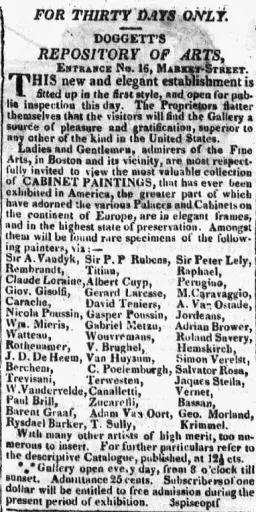 FOR THIRTY DAYS ONLY.
DOGGETT'S
REPOSITORY OF ARTS,
ENTRANCE No. 16, MARKET-STREET.
THIS new and elegant establishment is
fitted up in the first style, and open for pub-
lic inspection this day. The Proprietors flatter
themselves that the visitors will find the Gallery a
source of pleasure and gratification, superior to
any other of the kind in the United States.
Ladies and Gentlemen, admirers of the Fine
Arts, in Boston and its vicinity, are most respect-
fully invited to view the most valuable collection
of CABINET PAINTINGS, that has ever been
exhibited in America, the greater part of which
have adorned the various Palaces and Cabinets on
the continent of Europe, are in elegant frames,
and in the highest state of preservation. Amongst
them will be found rare specimens of the follow-
ing painters, viz:—
Sir A. Vandyk, Sir P. P Rubens, Sir Peter Lely,
Rembrandt, Titian, Raphael,
Claude Loraine, Albert Cuyp, Perugino,
Giov. Gisolfi, Gerard Laresse, M. Caravaggio,
Carache, David Teniers, A. Van Ostade,
Nicola Poussin, Gasper Poussin, Jordeans,
Wm. Mieris, Gabriel Metzu, Adrian Brower,
Watteau, Wouvremans, Roland Savery,
Rothenamer, V. Brughel, Hemskirch,
J. D. De Heem, Van Huysum, Simon Verelst,
Berchem, C. Poelemburgh, Salvator Rosa,
Trevisani, Terwesten, Jaques Stella,
W. Vandervelde, Canalletti, Vernet,
Paul Brill, Zucarelli, Bassan,
Barent Graaf, Adam Van Oort, Geo. Morland,
Rysdael Barker, T. Sully, Krimmel.
With many other artists of high merit, too nu-
merous to insert. For further particulars refer to
the descriptive Catalogue, published, at 12½ cts.
*⁎* Gallery open every day, from 8 o'clock till
sunset. Admittance 25 cents. Subscribers of one
dollar will be entitled to free admission during the
present period of exhibition. 3sispeotf